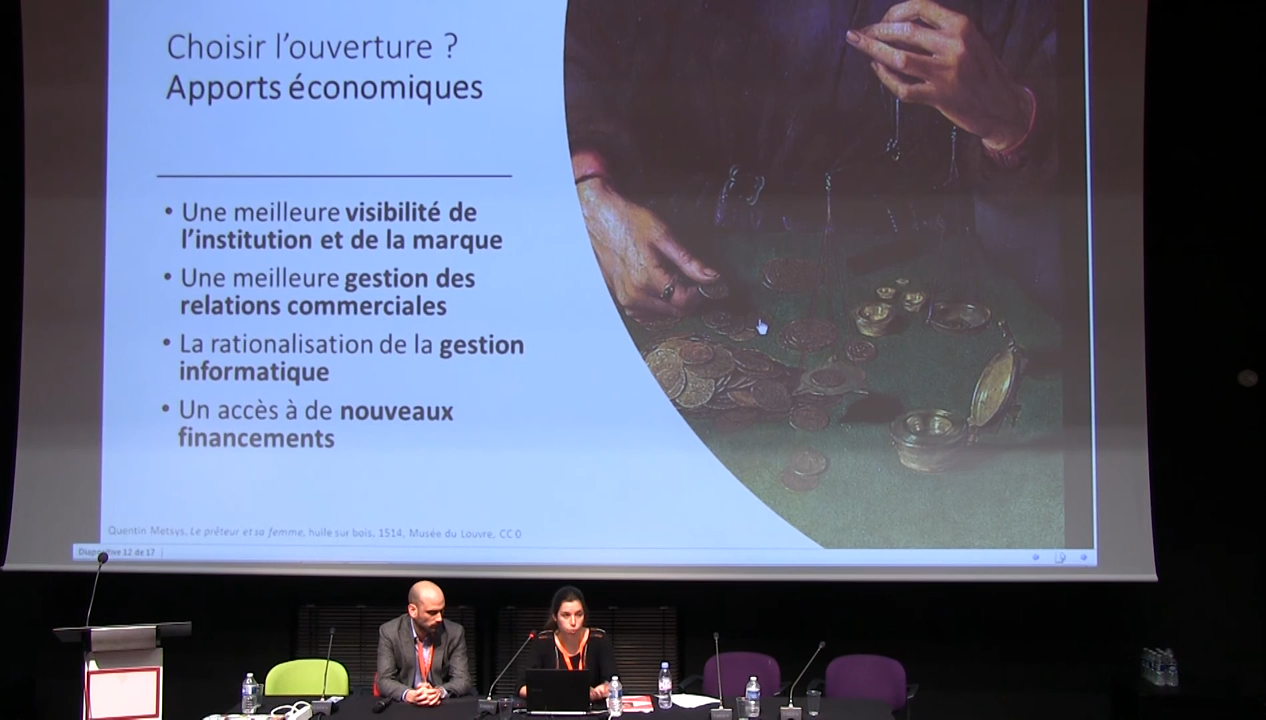 Choisir l'ouverture ?
Apports économiques
• Une meilleure visibilité de
l'institution et de la marque
• Une meilleure gestion des
relations commerciales
• La rationalisation de la gestion
informatique
• Un accès à de nouveaux
financements
Quentin Metsys, Le prêteur et sa femme, huile sur bois, 1514, Musée du Louvre, CC 0
Diapositive 12 de 17